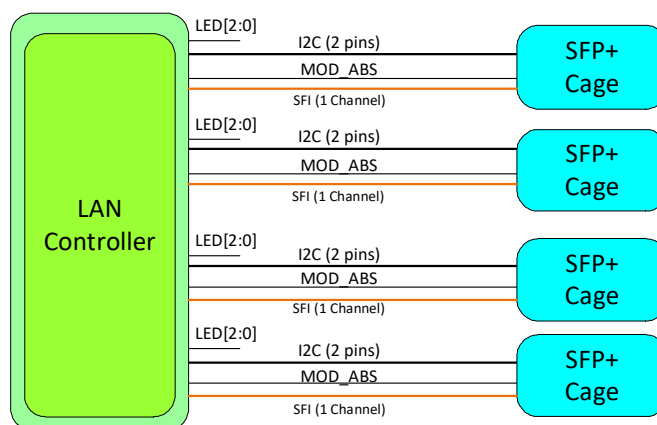 LED[2:0]
I2C (2 pins)
MOD_ABS
SFI (1 Channel)
SFP+
Cage
LED[2:0]
I2C (2 pins)
MOD_ABS
SFI (1 Channel)
SFP+
Cage
LAN
Controller
LED[2:0]
I2C (2 pins)
MOD_ABS
SFI (1 Channel)
SFP+
Cage
LED[2:0]
I2C (2 pins)
MOD_ABS
SFI (1 Channel)
SFP+
Cage